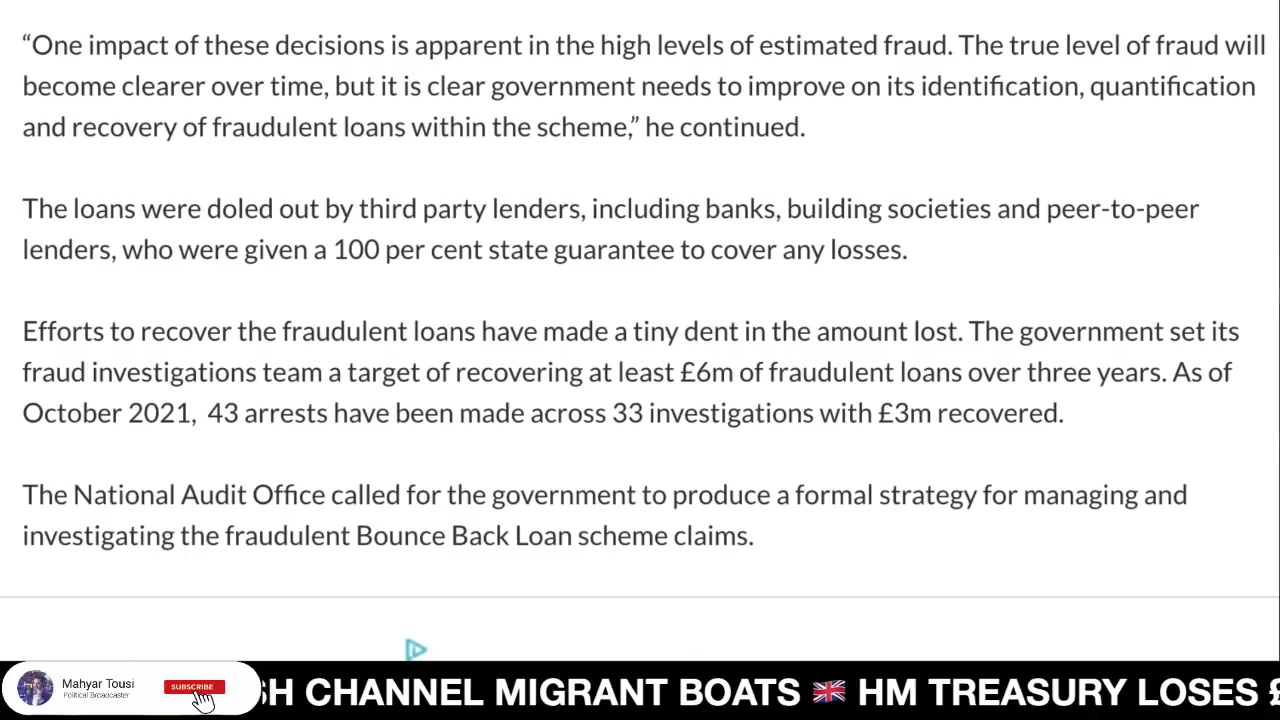 “One impact of these decisions is apparent in the high levels of estimated fraud. The true level of fraud will
become clearer over time, but it is clear government needs to improve on its identification, quantification
and recovery of fraudulent loans within the scheme,” he continued.
The loans were doled out by third party lenders, including banks, building societies and peer-to-peer
lenders, who were given a 100 per cent state guarantee to cover any losses.
Efforts to recover the fraudulent loans have made a tiny dent in the amount lost. The government set its
fraud investigations team a target of recovering at least £6m of fraudulent loans over three years. As of
October 2021, 43 arrests have been made across 33 investigations with £3m recovered.
The National Audit Office called for the government to produce a formal strategy for managing and
investigating the fraudulent Bounce Back Loan scheme claims.
Mahyar Tousi
Political Broadcaster
SUBSCRIBE
H CHANNEL MIGRANT BOATS 🇬🇧 HM TREASURY LOSES £